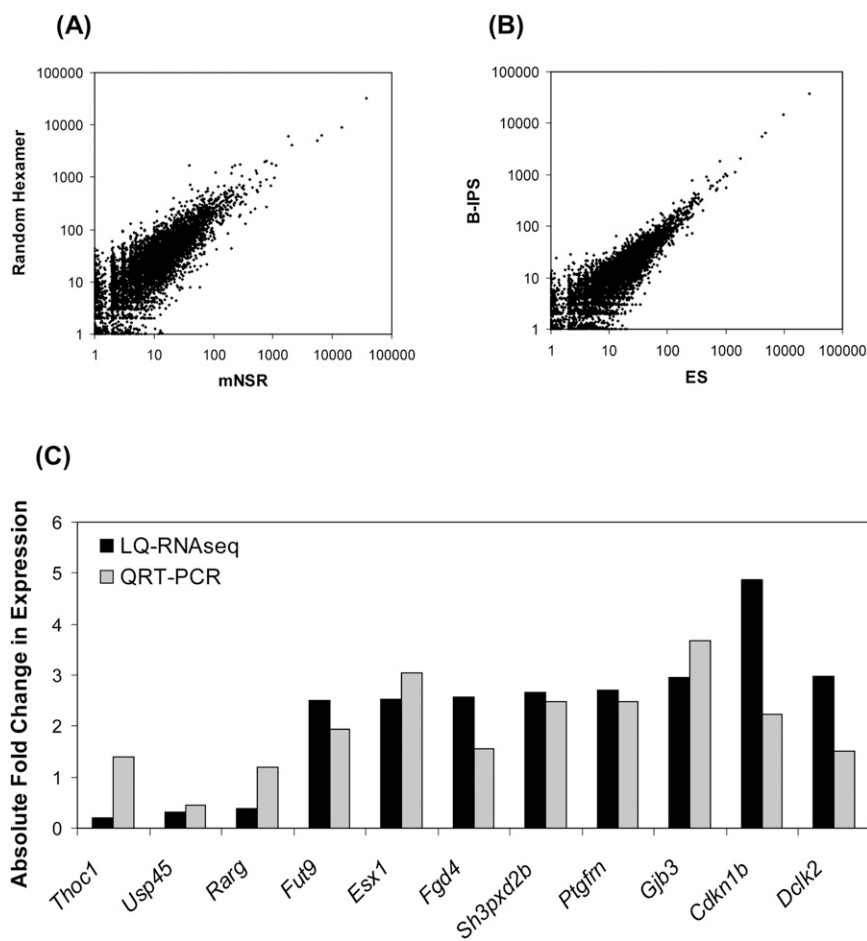 (A)
100000
10000
1000
100
10
1
Random Hexamer
1 10 100 1000 10000 100000
mNSR
(B)
100000
10000
1000
100
10
1
B-IPS
1 10 100 1000 10000 100000
ES
(C)
Absolute Fold Change in Expression
6
5
4
3
2
1
0
LQ-RNAseq
QRT-PCR
Thoc1
Usp45
Rarg
Fut9
Esx1
Fgd4
Sh3pxd2b
Ptgfrn
Gjb3
Cdkn1b
Dclk2